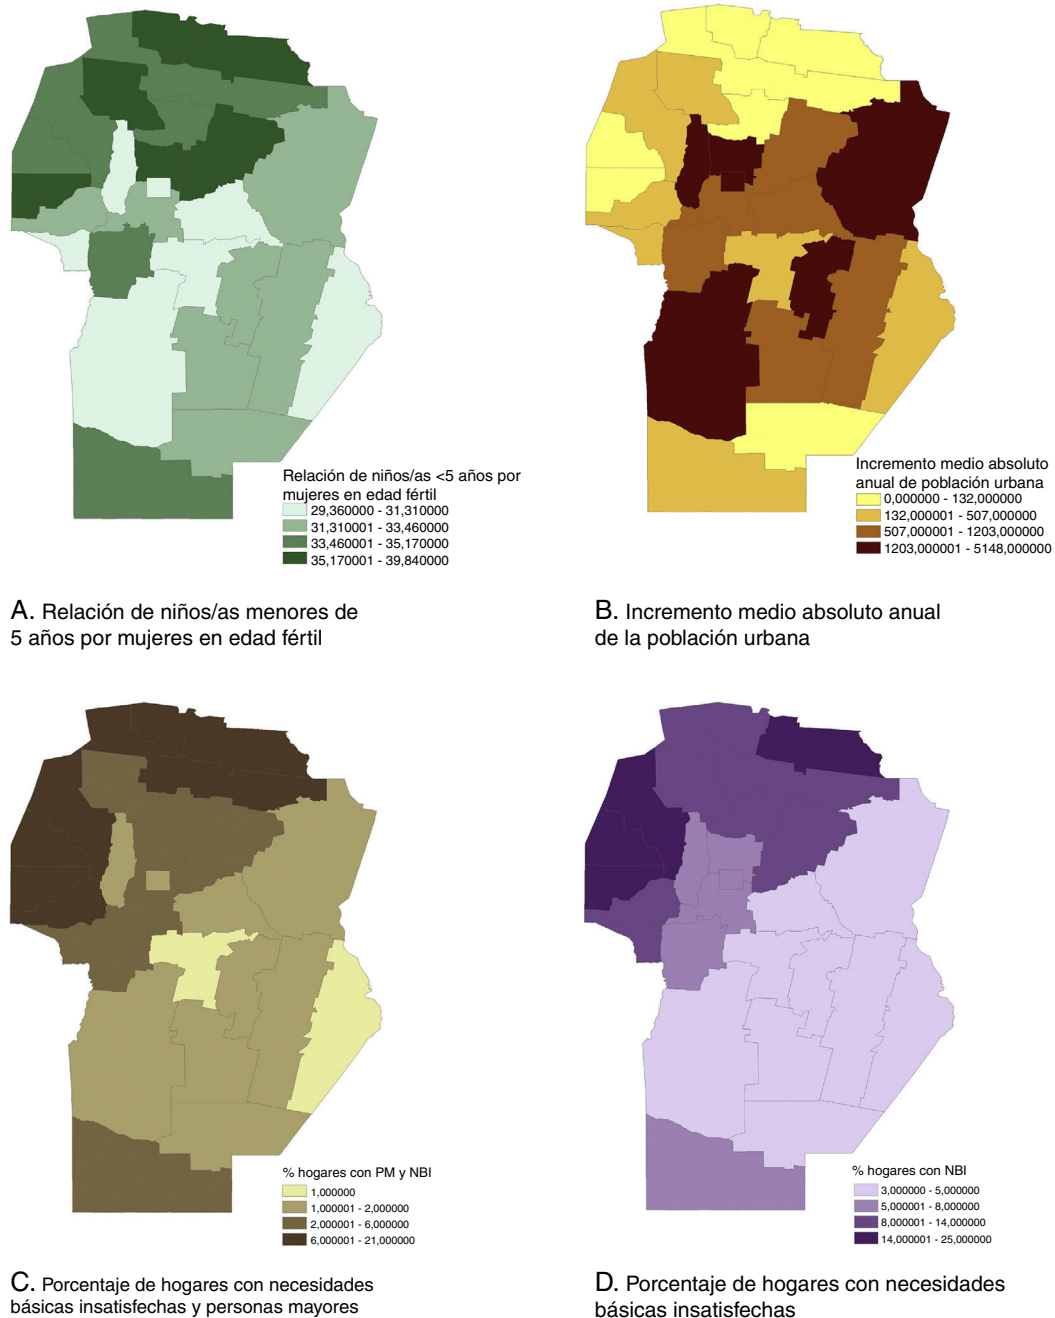 Relación de niños/as <5 años por
mujeres en edad fértil
29,360000 - 31,310000
31,310001 - 33,460000
33,460001 - 35,170000
35,170001 - 39,840000
A. Relación de niños/as menores de
5 años por mujeres en edad fértil
Incremento medio absoluto
anual de población urbana
0,000000 - 132,000000
132,000001 - 507,000000
507,000001 - 1203,000000
1203,000001 - 5148,000000
B. Incremento medio absoluto anual
de la población urbana
% hogares con PM y NBI
1,000000
1,000001 - 2,000000
2,000001 - 6,000000
6,000001 - 21,000000
C. Porcentaje de hogares con necesidades
básicas insatisfechas y personas mayores
% hogares con NBI
3,000000 - 5,000000
5,000001 - 8,000000
8,000001 - 14,000000
14,000001 - 25,000000
D. Porcentaje de hogares con necesidades
básicas insatisfechas